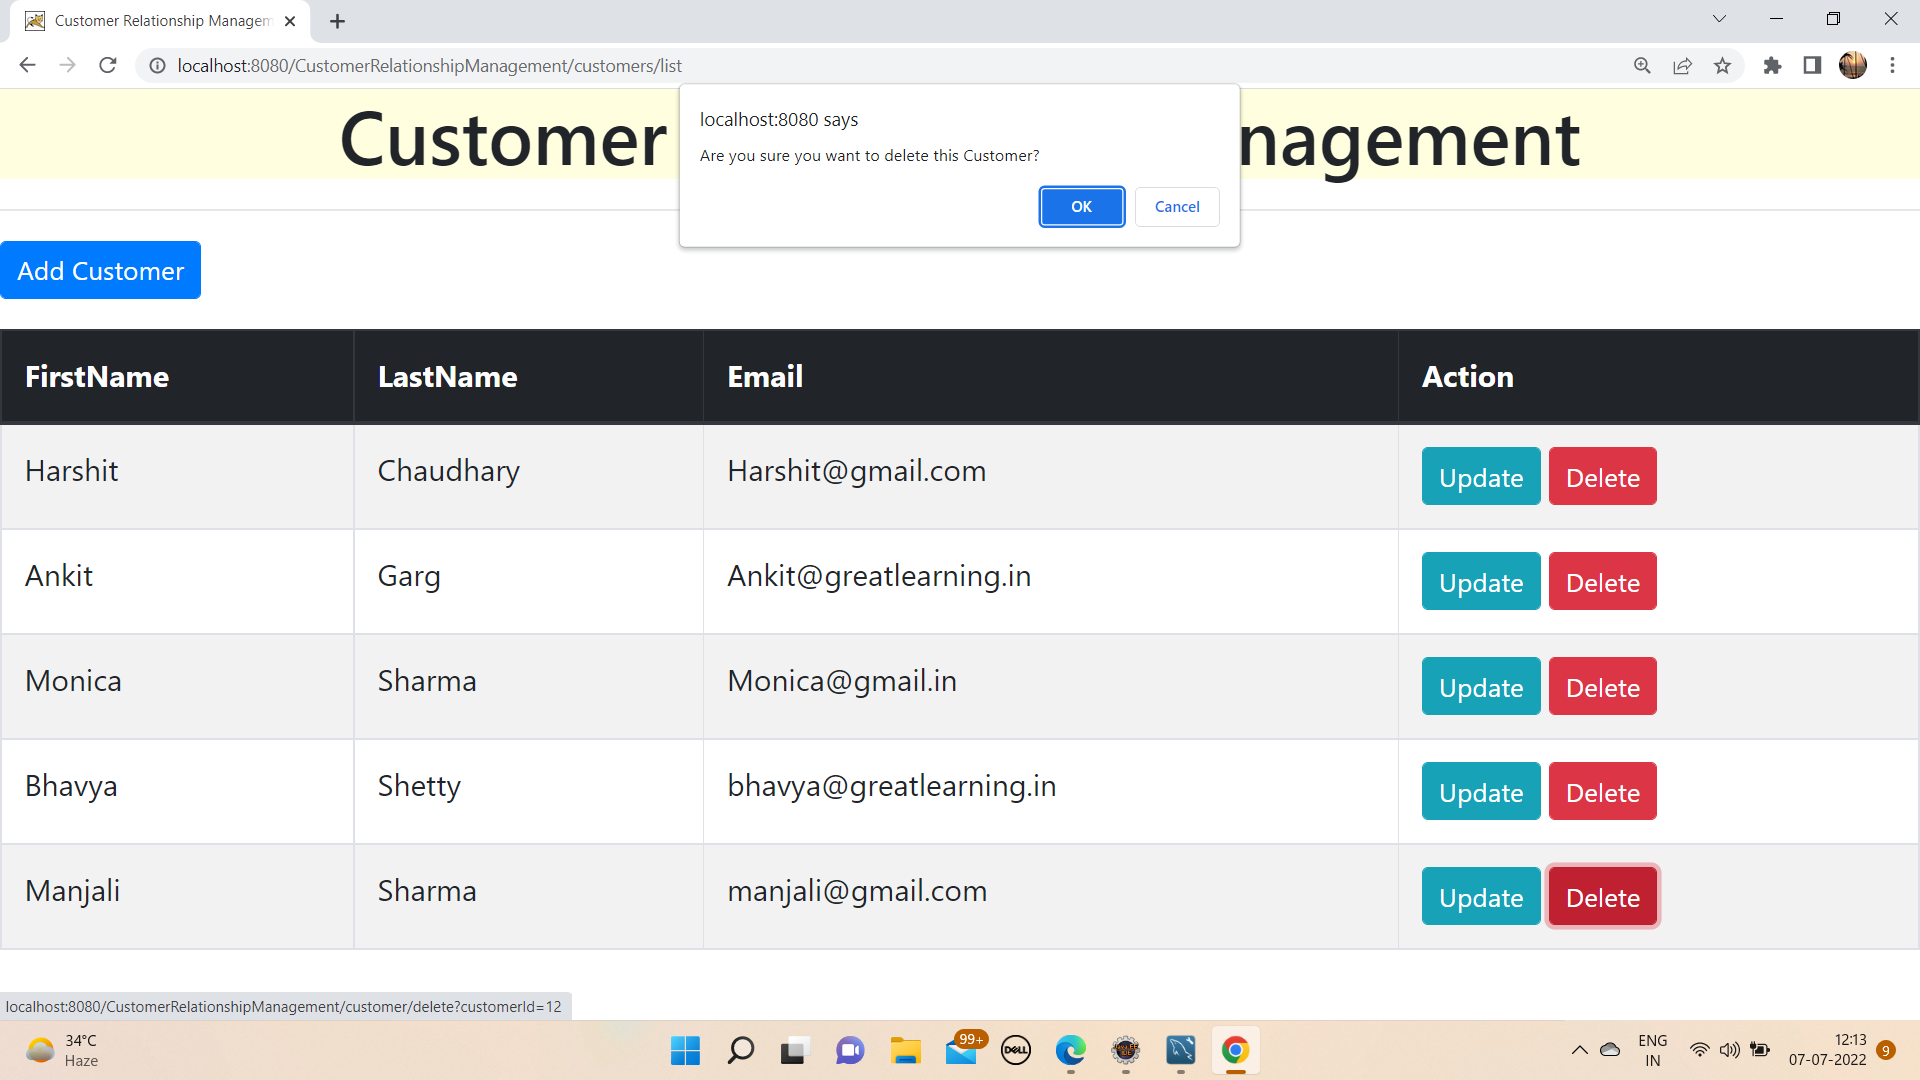 Customer Relationship Managem
localhost:8080/CustomerRelationshipManagement/customers/list
localhost:8080 says
Are you sure you want to delete this Customer?
OK Cancel
Customer nagement
Add Customer
FirstName LastName Email Action
Harshit Chaudhary Harshit@gmail.com Update Delete
Ankit Garg Ankit@greatlearning.in Update Delete
Monica Sharma Monica@gmail.in Update Delete
Bhavya Shetty bhavya@greatlearning.in Update Delete
Manjali Sharma manjali@gmail.com Update Delete
localhost:8080/CustomerRelationshipManagement/customer/delete?customerId=12
34°C
Haze
99+
DELL
ENG
IN
12:13
07-07-2022
9